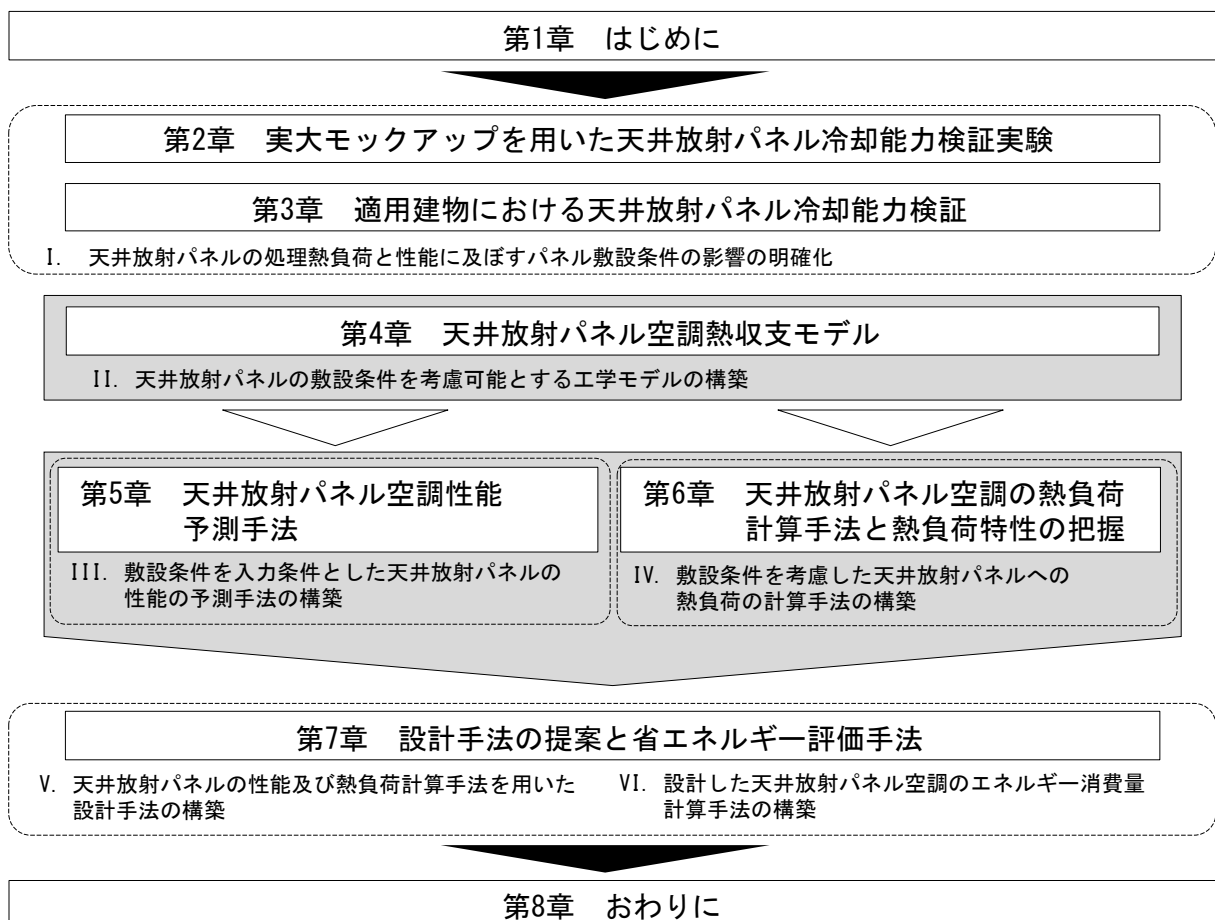 第1章　はじめに
第2章　実大モックアップを用いた天井放射パネル冷却能力検証実験
第3章　適用建物における天井放射パネル冷却能力検証
I.　天井放射パネルの処理熱負荷と性能に及ぼすパネル敷設条件の影響の明確化
第4章　天井放射パネル空調熱収支モデル
II. 天井放射パネルの敷設条件を考慮可能とする工学モデルの構築
第5章　天井放射パネル空調性能
予測手法
III. 敷設条件を入力条件とした天井放射パネルの
性能の予測手法の構築
第6章　天井放射パネル空調の熱負荷
計算手法と熱負荷特性の把握
IV. 敷設条件を考慮した天井放射パネルへの
熱負荷の計算手法の構築
第7章　設計手法の提案と省エネルギー評価手法
V. 天井放射パネルの性能及び熱負荷計算手法を用いた
設計手法の構築
VI. 設計した天井放射パネル空調のエネルギー消費量
計算手法の構築
第8章　おわりに